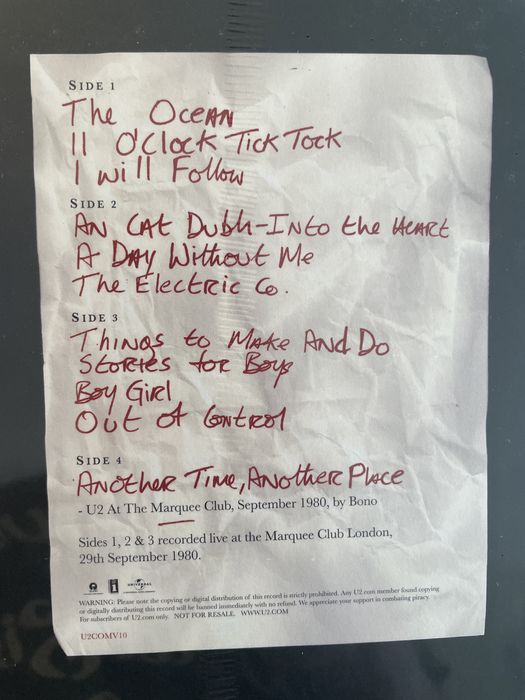 SIDE 1
The Ocean
11 O'Clock Tick Tock
I will Follow
SIDE 2
An Cat Dubh-Into the Heart
A Day Without Me
The Electric Co.
SIDE 3
Things to Make And Do
Stories for Boys
Boy Girl
Out of Control
SIDE 4
Another Time, Another Place
- U2 At The Marquee Club, September 1980, by Bono
Sides 1, 2 & 3 recorded live at the Marquee Club London,
29th September 1980.
UNIVERSAL
WARNING: Please note the copying or digital distribution of this record is strictly prohibited. Any U2.com member found copying
or digitally distributing this record will be banned immediately with no refund. We appreciate your support in combating piracy.
For subscribers of U2.com only. NOT FOR RESALE. WWW.U2.COM
U2COMV10